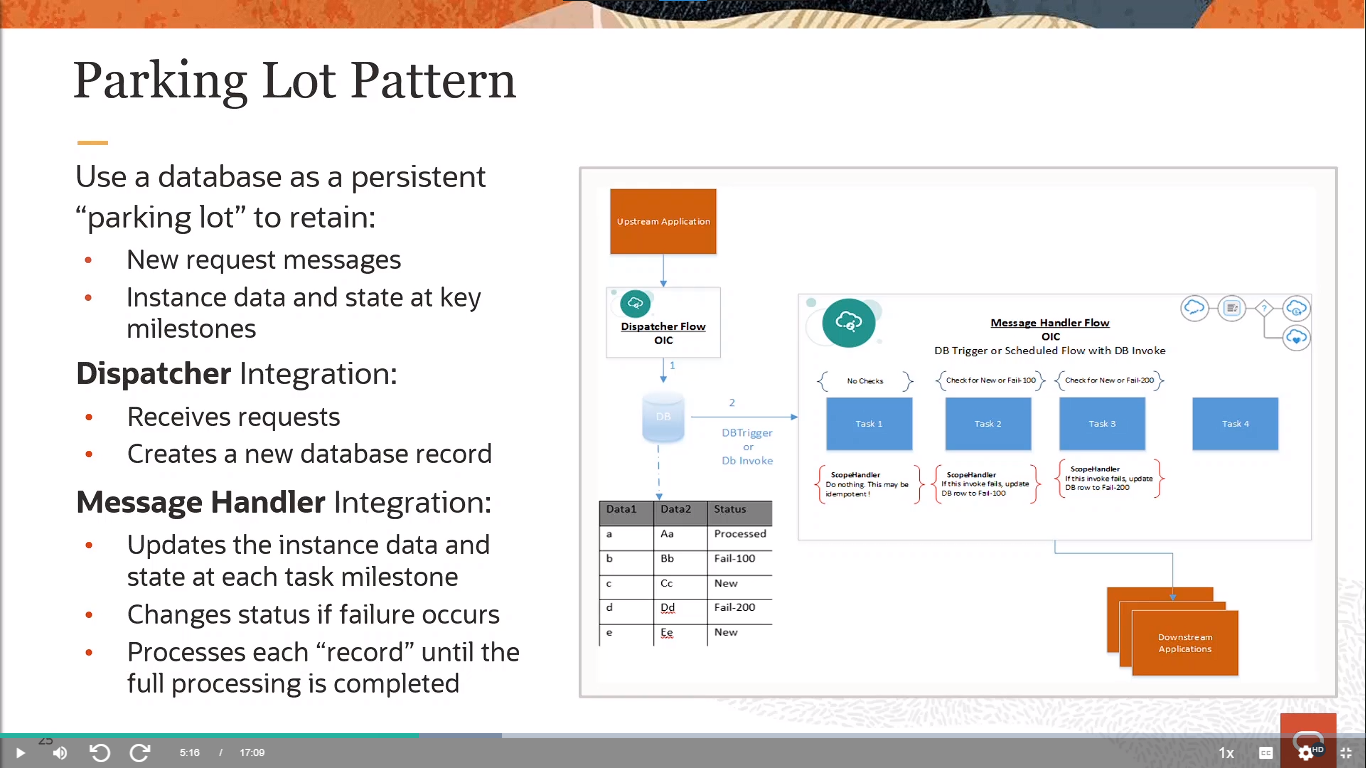 Parking Lot Pattern
Use a database as a persistent
“parking lot” to retain:
• New request messages
• Instance data and state at key
milestones
Dispatcher Integration:
• Receives requests
• Creates a new database record
Message Handler Integration:
• Updates the instance data and
state at each task milestone
• Changes status if failure occurs
• Processes each “record” until the
full processing is completed
Upstream Application
Dispatcher Flow
OIC
1
DB
2
DBTrigger
or
Db Invoke
Data1 Data2 Status
a Aa Processed
b Bb Fail-100
c Cc New
d Dd Fail-200
e Ee New
Message Handler Flow
OIC
DB Trigger or Scheduled Flow with DB Invoke
No Checks
Check for New or Fail-100
Check for New or Fail-200
Task 1
Task 2
Task 3
Task 4
ScopeHandler
Do nothing. This may be
idempotent !
ScopeHandler
If this invoke fails, update
DB row to Fail-100
ScopeHandler
If this invoke fails, update
DB row to Fail-200
Downstream
Applications
25
5:16 / 17:09
1x
CC
HD